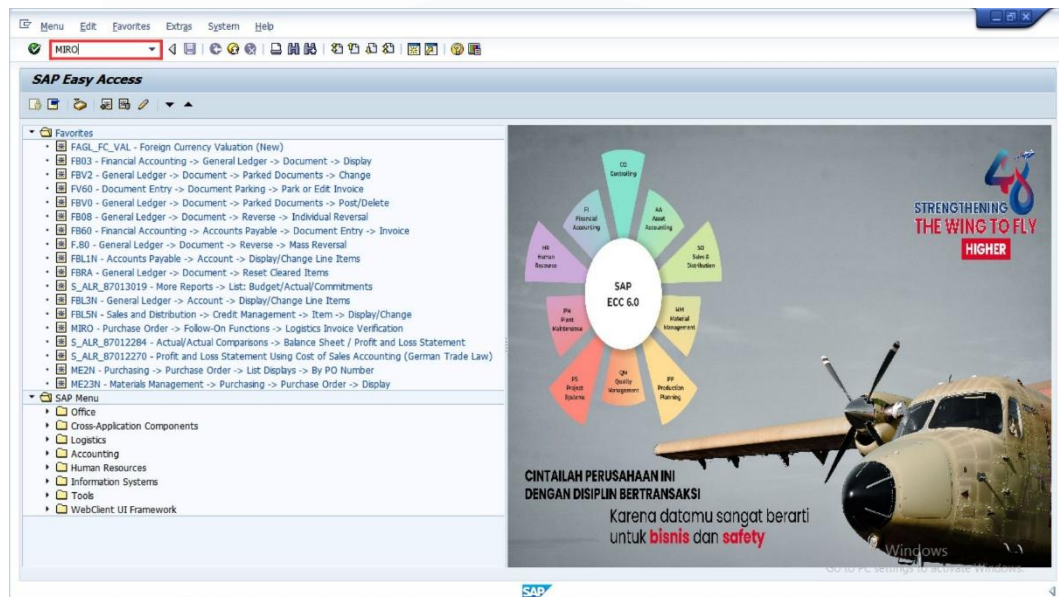 Menu Edit Favorites Extras System Help
MIRO
SAP Easy Access
Favorites
FAGL_FC_VAL - Foreign Currency Valuation (New)
FB03 - Financial Accounting -> General Ledger -> Document -> Display
FBV2 - General Ledger -> Document -> Parked Documents -> Change
FV60 - Document Entry -> Document Parking -> Park or Edit Invoice
FBV0 - General Ledger -> Document -> Parked Documents -> Post/Delete
FB08 - General Ledger -> Document -> Reverse -> Individual Reversal
FB60 - Financial Accounting -> Accounts Payable -> Document Entry -> Invoice
F.80 - General Ledger -> Document -> Reverse -> Mass Reversal
FBL1N - Accounts Payable -> Account -> Display/Change Line Items
FBRA - General Ledger -> Document -> Reset Cleared Items
S_ALR_87013019 - More Reports -> List: Budget/Actual/Commitments
FBL3N - General Ledger -> Account -> Display/Change Line Items
FBL5N - Sales and Distribution -> Credit Management -> Item -> Display/Change
MIRO - Purchase Order -> Follow-On Functions -> Logistics Invoice Verification
S_ALR_87012284 - Actual/Actual Comparisons -> Balance Sheet / Profit and Loss Statement
S_ALR_87012270 - Profit and Loss Statement Using Cost of Sales Accounting (German Trade Law)
ME2N - Purchasing -> Purchase Order -> List Displays -> By PO Number
ME23N - Materials Management -> Purchasing -> Purchase Order -> Display
SAP Menu
Office
Cross-Application Components
Logistics
Accounting
Human Resources
Information Systems
Tools
WebClient UI Framework
CO
Controlling
FI
Financial
Accounting
AA
Asset
Accounting
HR
Human
Resource
SD
Sales &
Distribution
SAP
ECC 6.0
PM
Plant
Maintenance
WM
Material
Management
PS
Project
Systems
QM
Quality
Management
PP
Production
Planning
48
STRENGTHENING
THE WING TO FLY
HIGHER
CINTAILAH PERUSAHAAN INI
DENGAN DISIPLIN BERTRANSAKSI
Karena datamu sangat berarti
untuk bisnis dan safety
Windows
Go to PC settings to activate Windows.
SAP